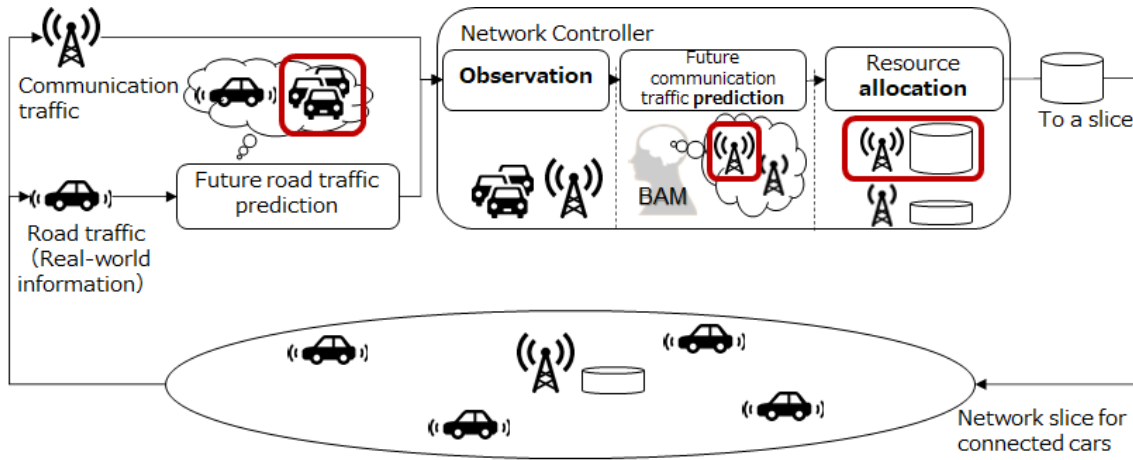 Network Controller
Communication
traffic
Observation
Future
communication
traffic prediction
Resource
allocation
To a slice
Future road traffic
prediction
BAM
Road traffic
（Real-world
information）
Network slice for
connected cars